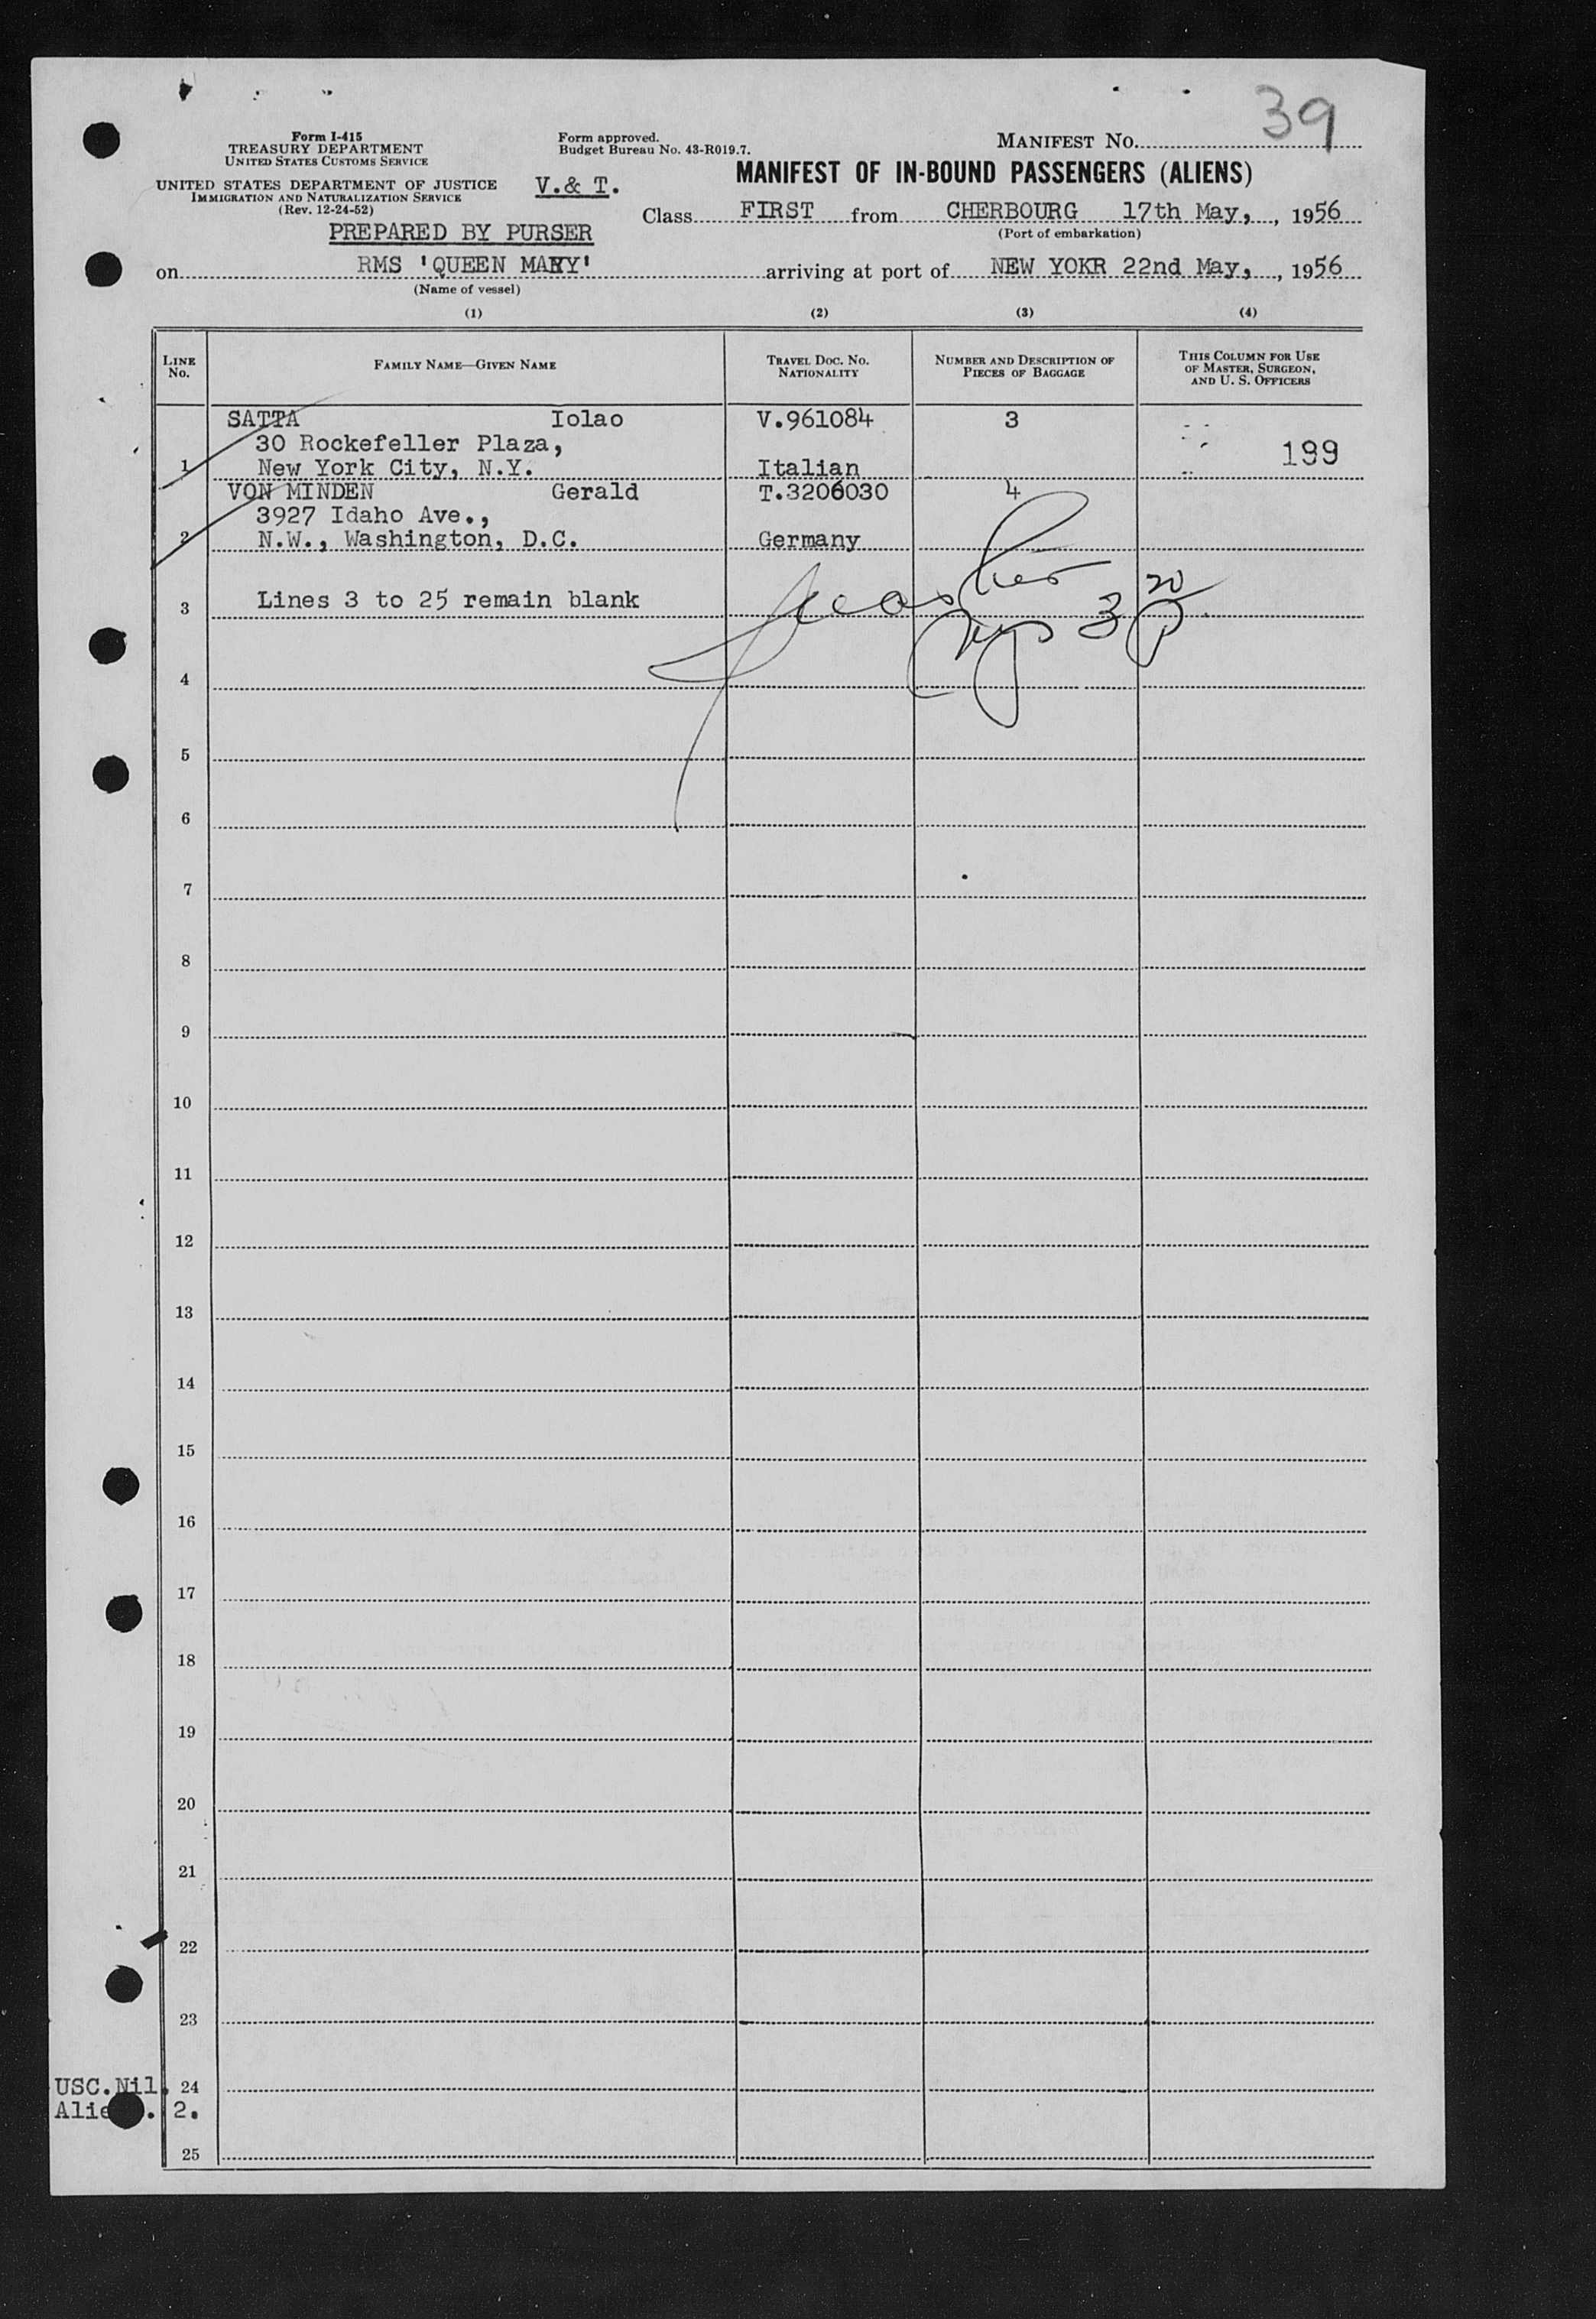 39
Form I-415
TREASURY DEPARTMENT
UNITED STATES CUSTOMS SERVICE
Form approved.
Budget Bureau No. 43-R019.7.
MANIFEST No.
UNITED STATES DEPARTMENT OF JUSTICE
IMMIGRATION AND NATURALIZATION SERVICE
(Rev. 12-24-52)
V.& T.
MANIFEST OF IN-BOUND PASSENGERS (ALIENS)
Class FIRST from CHERBOURG 17th May, , 1956
(Port of embarkation)
PREPARED BY PURSER
on RMS 'QUEEN MARY' arriving at port of NEW YOKR 22nd May, , 1956
(Name of vessel)
(1) (2) (3) (4)
LINE No. FAMILY NAME—GIVEN NAME TRAVEL DOC. NO. NATIONALITY NUMBER AND DESCRIPTION OF PIECES OF BAGGAGE THIS COLUMN FOR USE OF MASTER, SURGEON, AND U. S. OFFICERS
SATTA Iolao V.961084 3
30 Rockefeller Plaza, 199
1 New York City, N.Y. Italian
VON MINDEN Gerald T.3206030 4
3927 Idaho Ave.,
2 N.W., Washington, D.C. Germany
3 Lines 3 to 25 remain blank
4
5
6
7
8
9
10
11
12
13
14
15
16
17
18
19
20
21
22
23
USC.Nil. 24
2.
25